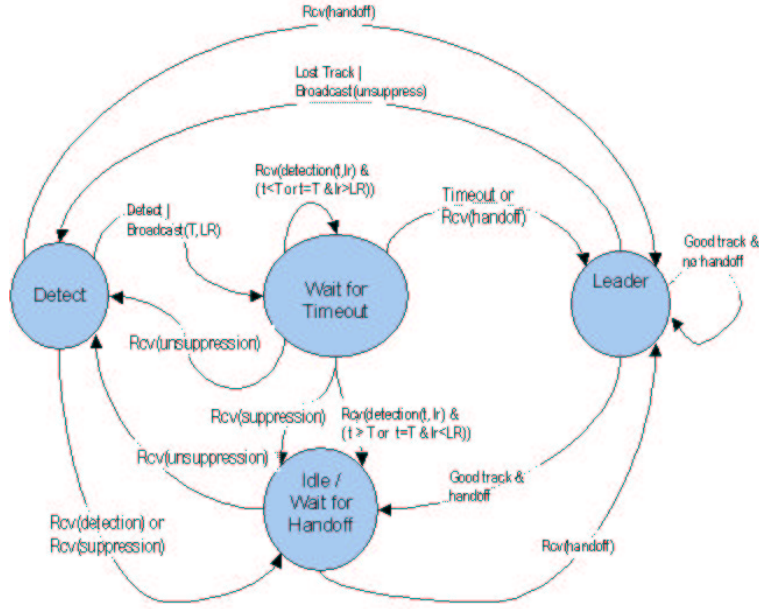 Rcv(handoff)
Lost Track |
Broadcast(unsuppress)
Rcv(detection(t,lr) &
(t<T or t=T & lr>LR))
Timeout or
Rcv(handoff)
Detect |
Broadcast(T, LR)
Good track &
no handoff
Detect
Wait for
Timeout
Leader
Rcv(unsuppression)
Rcv(suppression)
Rcv(detection(t, lr) &
(t > T or t=T & lr<LR))
Rcv(unsuppression)
Good track &
handoff
Idle /
Wait for
Handoff
Rcv(detection) or
Rcv(suppression)
Rcv(handoff)